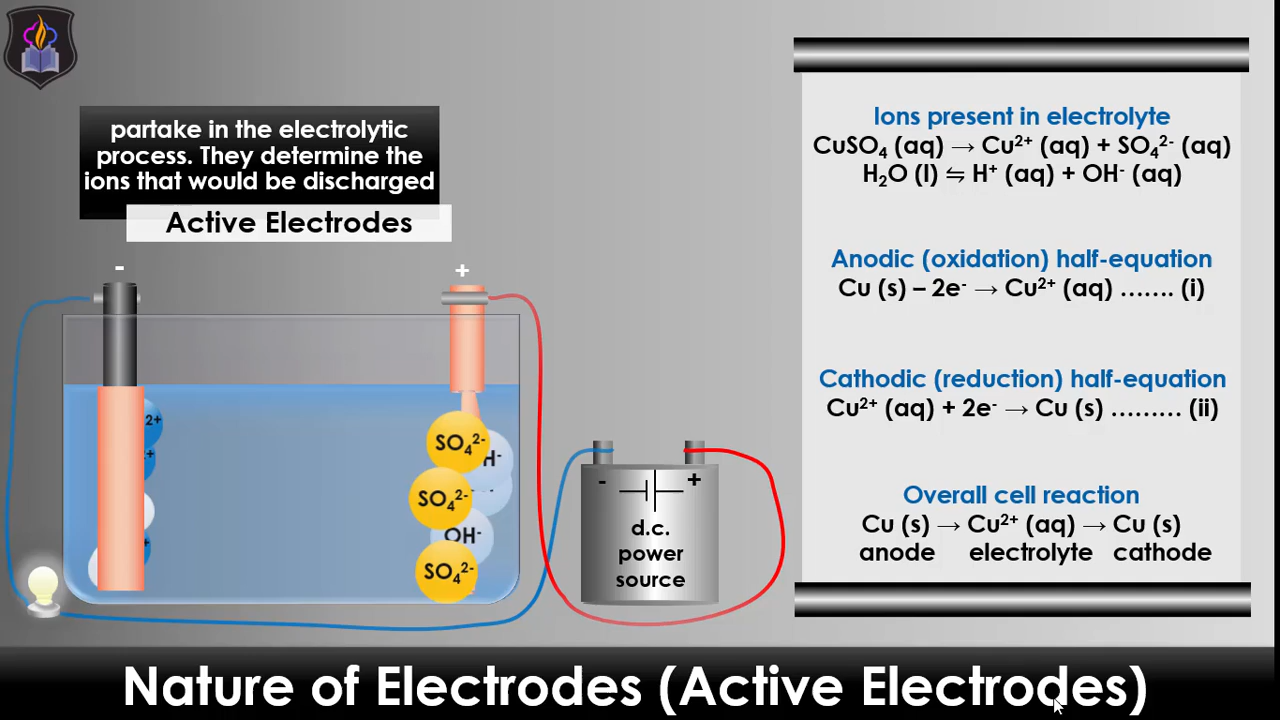 partake in the electrolytic
process. They determine the
ions that would be discharged
Active Electrodes
-
+
2+
2+
+
SO₄²⁻
H⁻
SO₄²⁻
OH⁻
SO₄²⁻
- +
d.c.
power
source
Ions present in electrolyte
CuSO₄ (aq) → Cu²⁺ (aq) + SO₄²⁻ (aq)
H₂O (l) ⇋ H⁺ (aq) + OH⁻ (aq)
Anodic (oxidation) half-equation
Cu (s) – 2e⁻ → Cu²⁺ (aq) ....... (i)
Cathodic (reduction) half-equation
Cu²⁺ (aq) + 2e⁻ → Cu (s) ......... (ii)
Overall cell reaction
Cu (s) → Cu²⁺ (aq) → Cu (s)
anode electrolyte cathode
Nature of Electrodes (Active Electrodes)